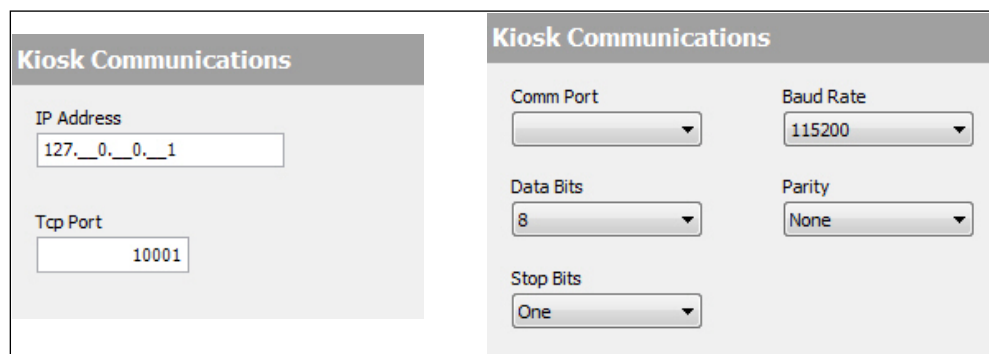 Kiosk Communications
IP Address
127.__0.__0.__1
Tcp Port
10001
Kiosk Communications
Comm Port
Baud Rate
115200
Data Bits
Parity
8
None
Stop Bits
One